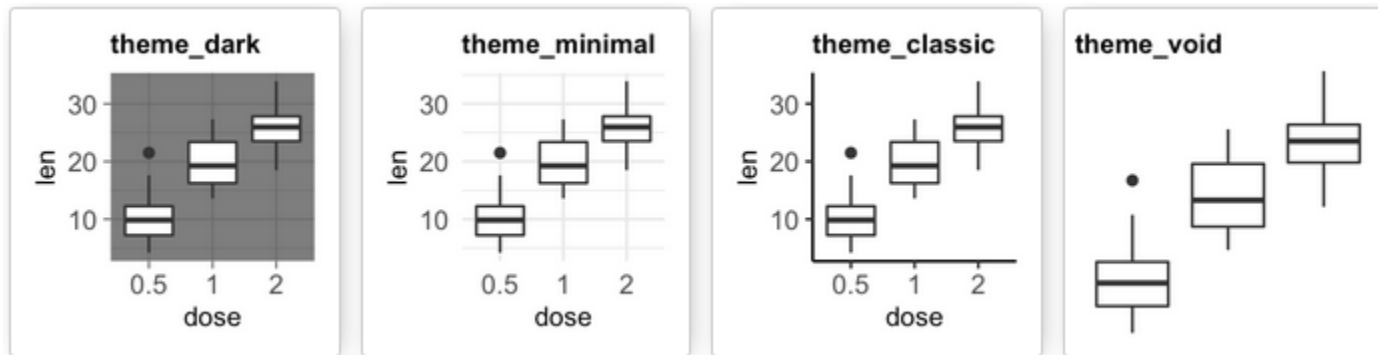 theme_dark
len
30
20
10
0.5 1 2
dose
theme_minimal
len
30
20
10
0.5 1 2
dose
theme_classic
len
30
20
10
0.5 1 2
dose
theme_void